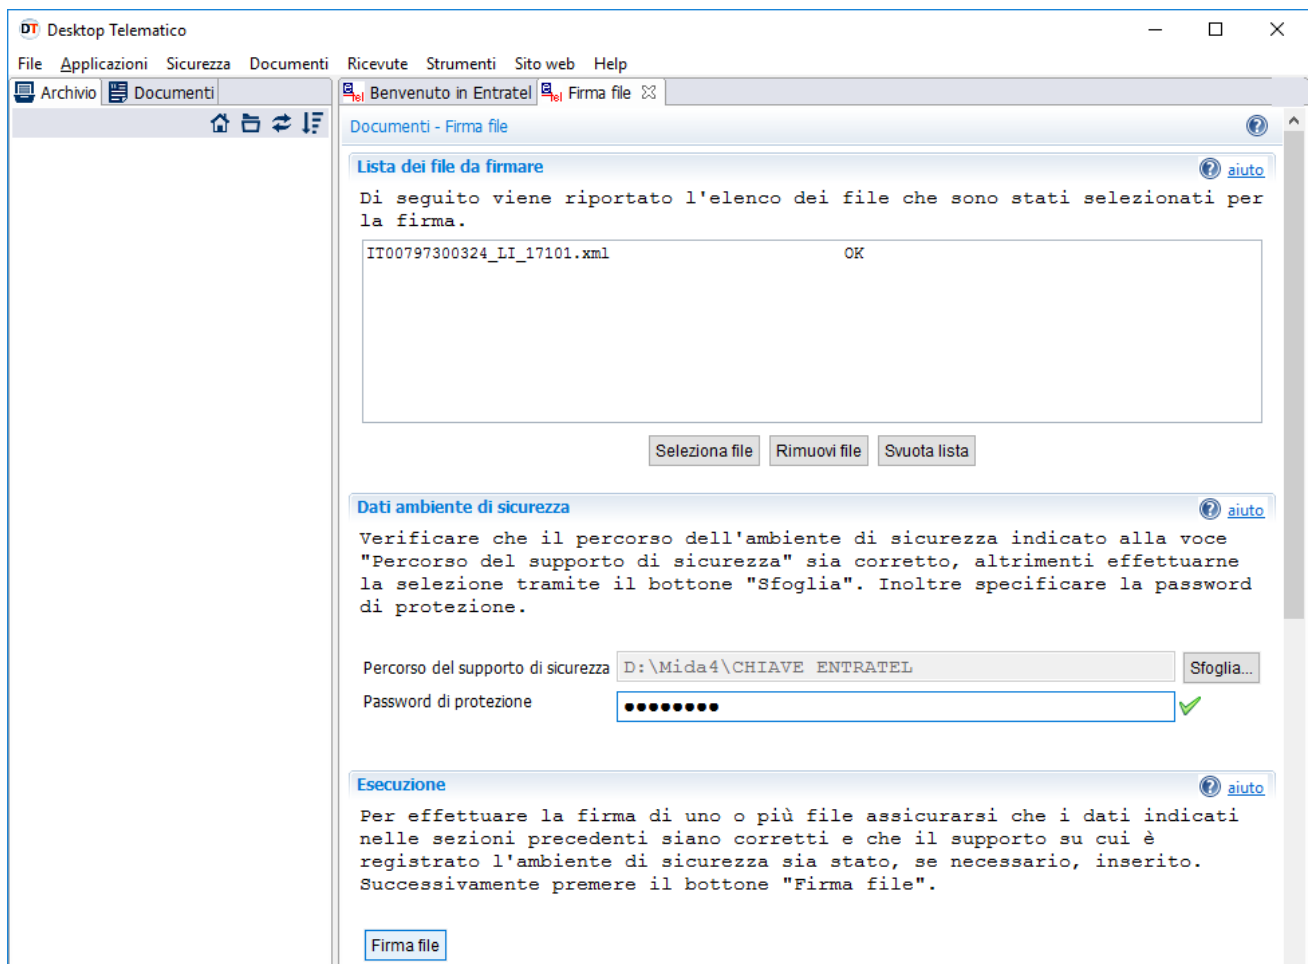 DT Desktop Telematico
File Applicazioni Sicurezza Documenti Ricevute Strumenti Sito web Help
Archivio Documenti
Benvenuto in Entratel Firma file
Documenti - Firma file
Lista dei file da firmare aiuto
Di seguito viene riportato l'elenco dei file che sono stati selezionati per
la firma.
IT00797300324_LI_17101.xml OK
Seleziona file Rimuovi file Svuota lista
Dati ambiente di sicurezza aiuto
Verificare che il percorso dell'ambiente di sicurezza indicato alla voce
"Percorso del supporto di sicurezza" sia corretto, altrimenti effettuarne
la selezione tramite il bottone "Sfoglia". Inoltre specificare la password
di protezione.
Percorso del supporto di sicurezza D:\Mida4\CHIAVE ENTRATEL Sfoglia...
Password di protezione ●●●●●●●●
Esecuzione aiuto
Per effettuare la firma di uno o più file assicurarsi che i dati indicati
nelle sezioni precedenti siano corretti e che il supporto su cui è
registrato l'ambiente di sicurezza sia stato, se necessario, inserito.
Successivamente premere il bottone "Firma file".
Firma file